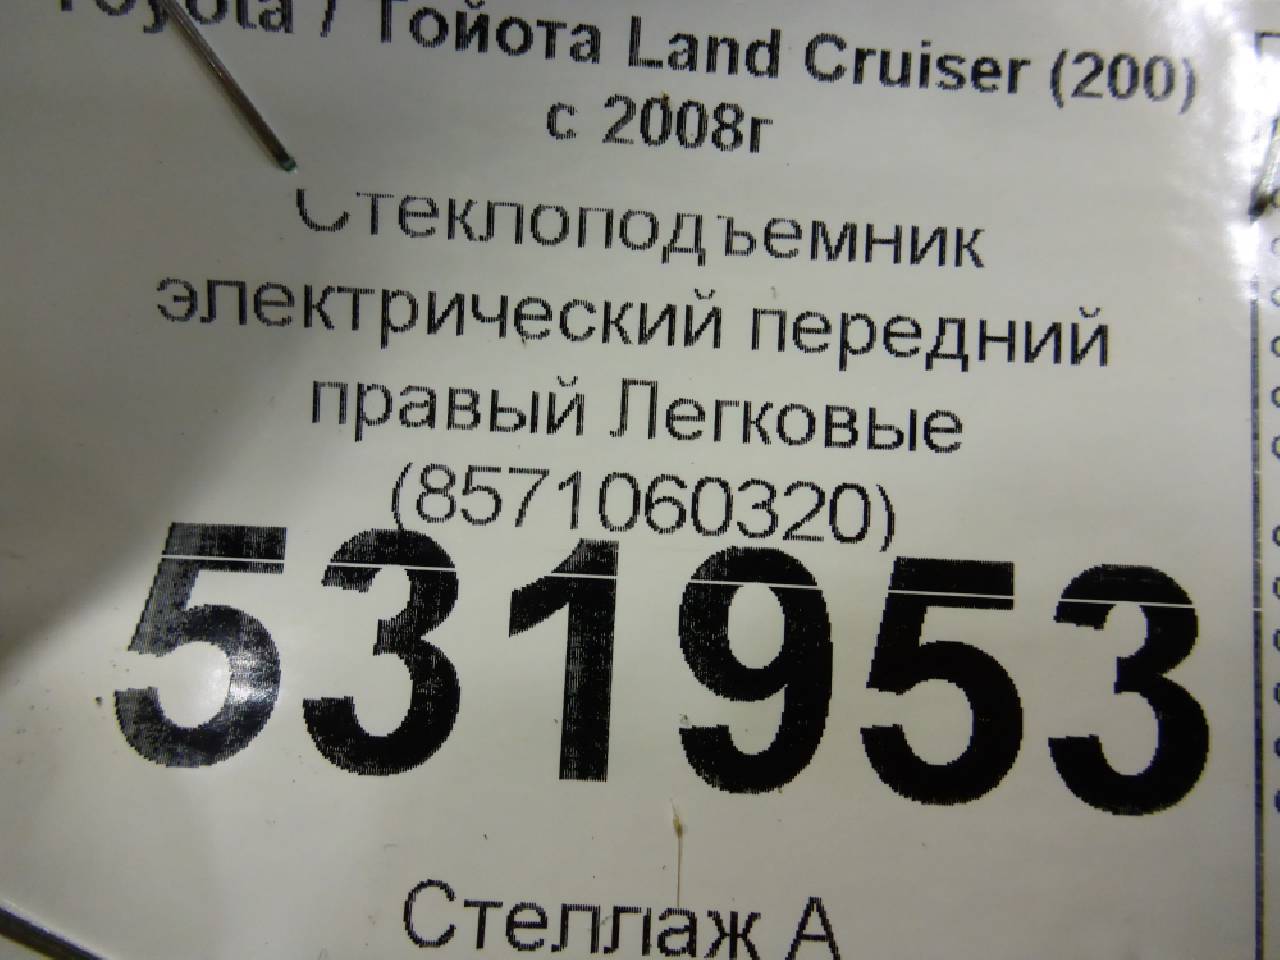 Toyota / Тойота Land Cruiser (200)
с 2008г
Стеклоподъемник
электрический передний
правый Легковые
(8571060320)
531953
Стеллаж А